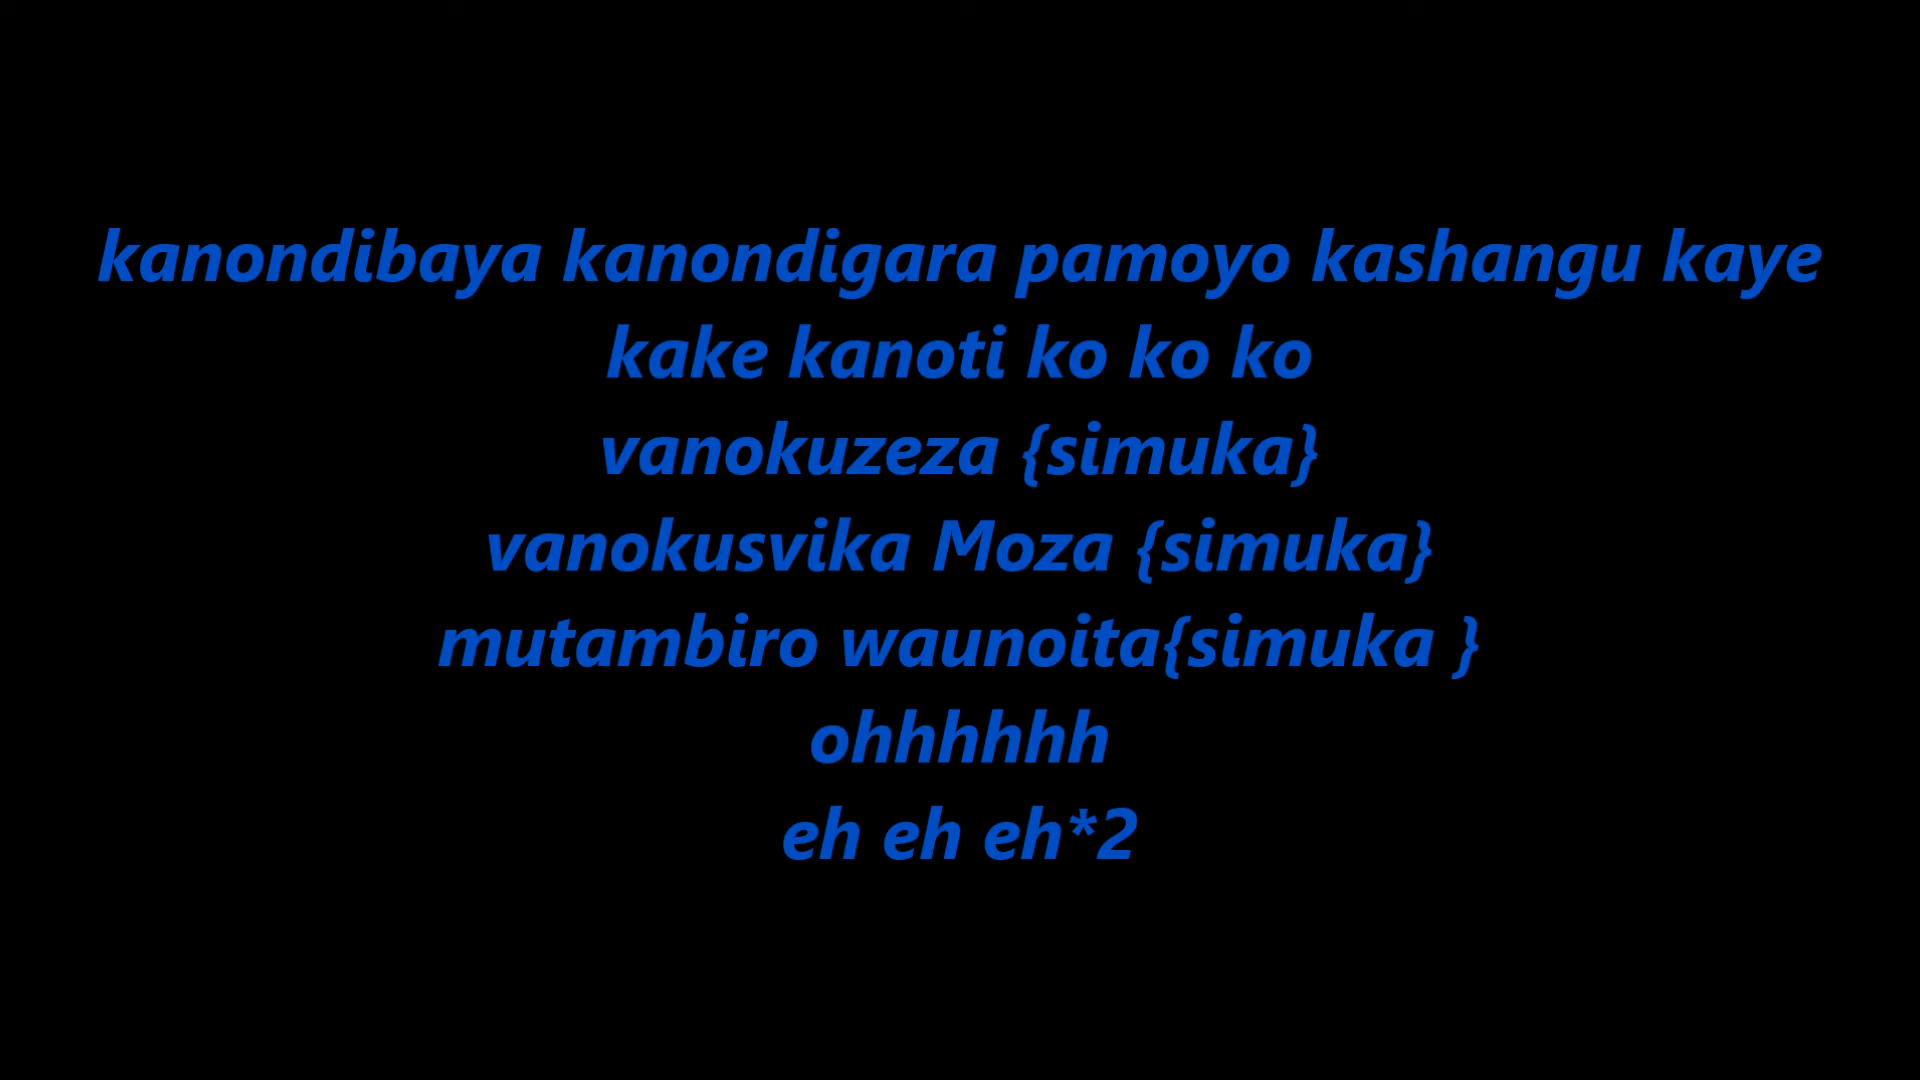 kanondibaya kanondigara pamoyo kashangu kaye
kake kanoti ko ko ko
vanokuzeza {simuka}
vanokusvika Moza {simuka}
mutambiro waunoita{simuka }
ohhhhhh
eh eh eh*2